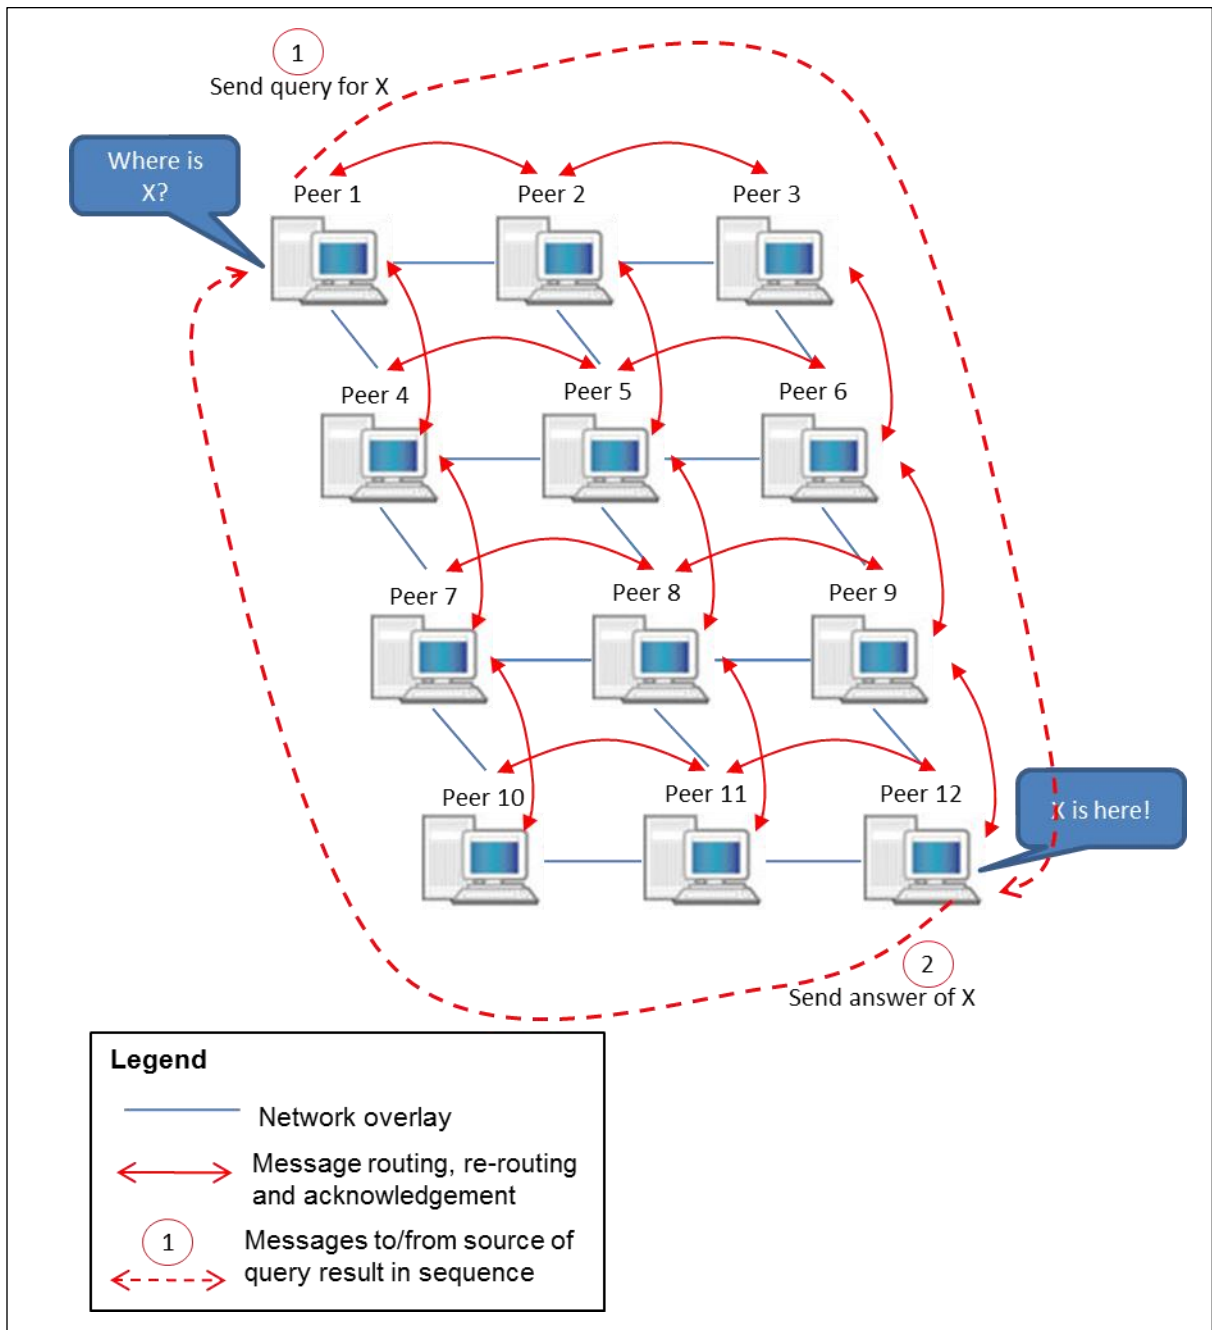 1
Send query for X
Where is
X?
Peer 1
Peer 2
Peer 3
Peer 4
Peer 5
Peer 6
Peer 7
Peer 8
Peer 9
Peer 10
Peer 11
Peer 12
X is here!
2
Send answer of X
Legend
Network overlay
Message routing, re-routing
and acknowledgement
1
Messages to/from source of
query result in sequence